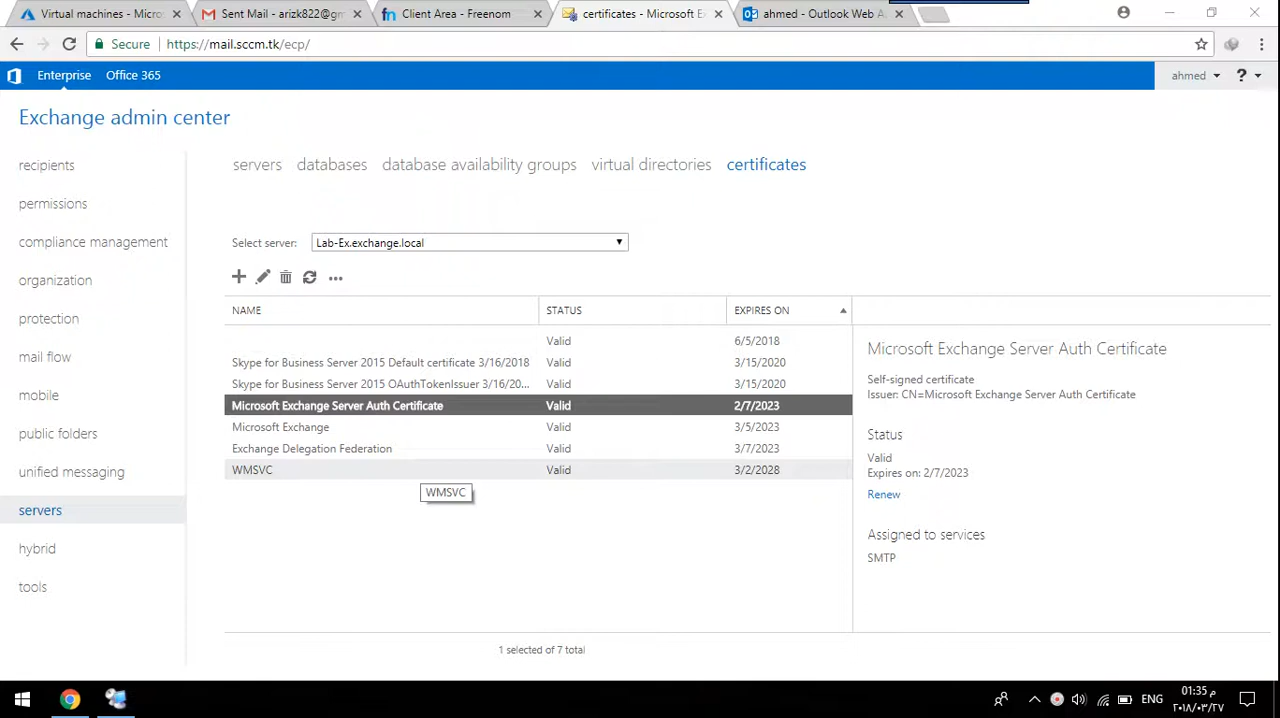 Virtual machines - Micros
Sent Mail - arizk822@gm
Client Area - Freenom
certificates - Microsoft E
ahmed - Outlook Web A
Secure
https://mail.sccm.tk/ecp/
Enterprise Office 365
ahmed ?
Exchange admin center
recipients
permissions
compliance management
organization
protection
mail flow
mobile
public folders
unified messaging
servers
hybrid
tools
servers databases database availability groups virtual directories certificates
Select server: Lab-Ex.exchange.local
NAME STATUS EXPIRES ON
Valid 6/5/2018
Skype for Business Server 2015 Default certificate 3/16/2018 Valid 3/15/2020
Skype for Business Server 2015 OAuthTokenIssuer 3/16/20... Valid 3/15/2020
Microsoft Exchange Server Auth Certificate Valid 2/7/2023
Microsoft Exchange Valid 3/5/2023
Exchange Delegation Federation Valid 3/7/2023
WMSVC Valid 3/2/2028
WMSVC
1 selected of 7 total
Microsoft Exchange Server Auth Certificate
Self-signed certificate
Issuer: CN=Microsoft Exchange Server Auth Certificate
Status
Valid
Expires on: 2/7/2023
Renew
Assigned to services
SMTP
ENG
01:35 م
٢٠١٨/٠٣/٢٧